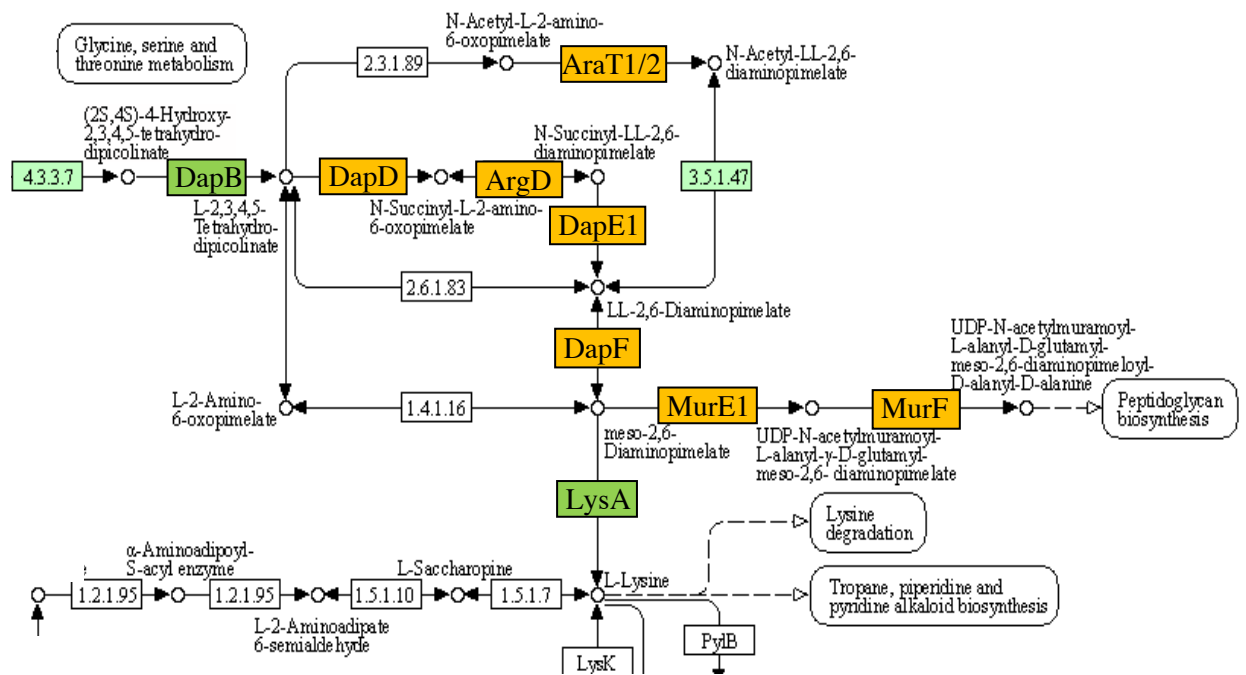 N-Acetyl-L-2-amino-
6-oxopimelate
Glycine, serine and
threonine metabolism
2.3.1.89
AraT1/2
N-Acetyl-LL-2,6-
diaminopimelate
(2S,4S)-4-Hydroxy-
2,3,4,5-tetrahydro-
dipicolinate
N-Succinyl-LL-2,6-
diaminopimelate
4.3.3.7
DapB
DapD
ArgD
3.5.1.47
L-2,3,4,5-
Tetrahydro-
dipicolinate
N-Succinyl-L-2-amino-
6-oxopimelate
DapE1
2.6.1.83
LL-2,6-Diaminopimelate
DapF
UDP-N-acetylmuramoyl-
L-alanyl-D-glutamyl-
meso-2,6-diaminopimeloyl-
D-alanyl-D-alanine
L-2-Amino-
6-oxopimelate
1.4.1.16
MurE1
MurF
Peptidoglycan
biosynthesis
meso-2,6-
Diaminopimelate
UDP-N-acetylmuramoyl-
L-alanyl-γ-D-glutamyl-
meso-2,6- diaminopimelate
LysA
Lysine
degradation
α-Aminoadipoyl-
S-acyl enzyme
L-Saccharopine
L-Lysine
1.2.1.95
1.2.1.95
1.5.1.10
1.5.1.7
Tropane, piperidine and
pyridine alkaloid biosynthesis
L-2-Aminoadipate
6-semialdehyde
LysK
PylB